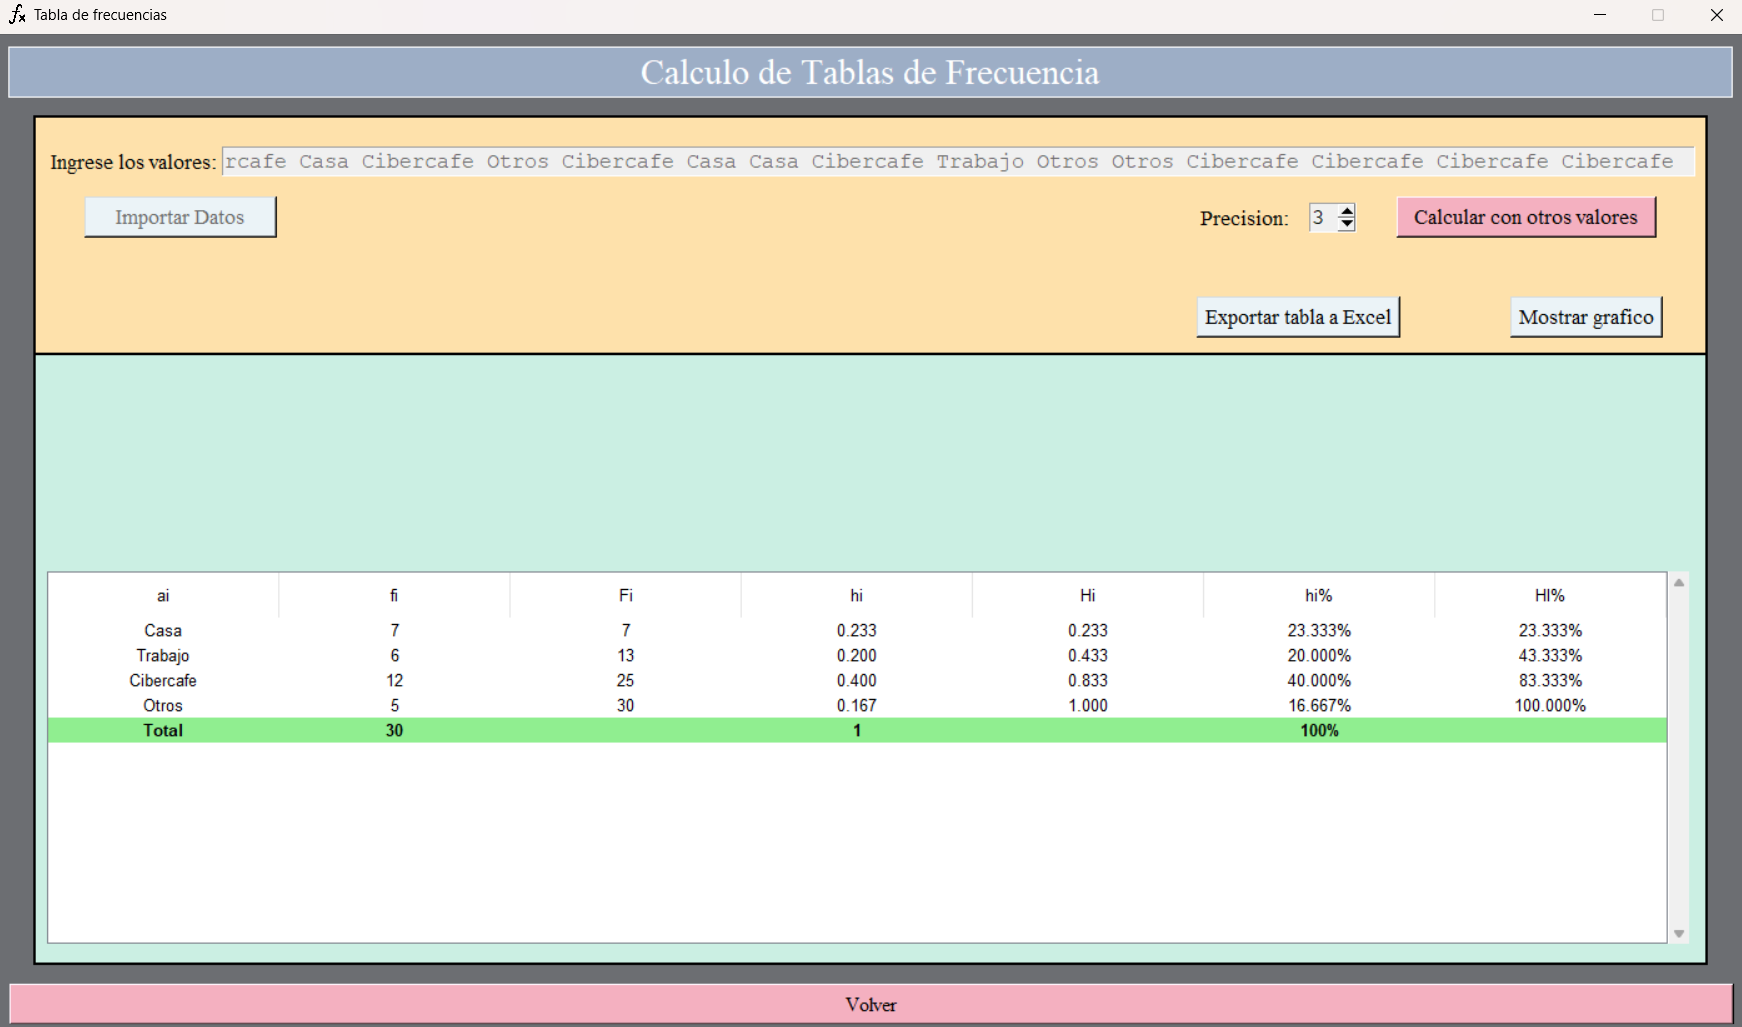 Tabla de frecuencias
Calculo de Tablas de Frecuencia
Ingrese los valores: rcafe Casa Cibercafe Otros Cibercafe Casa Casa Cibercafe Trabajo Otros Otros Cibercafe Cibercafe Cibercafe Cibercafe
Importar Datos Precision: 3 Calcular con otros valores
Exportar tabla a Excel Mostrar grafico
ai fi Fi hi Hi hi% HI%
Casa 7 7 0.233 0.233 23.333% 23.333%
Trabajo 6 13 0.200 0.433 20.000% 43.333%
Cibercafe 12 25 0.400 0.833 40.000% 83.333%
Otros 5 30 0.167 1.000 16.667% 100.000%
Total 30 1 100%
Volver